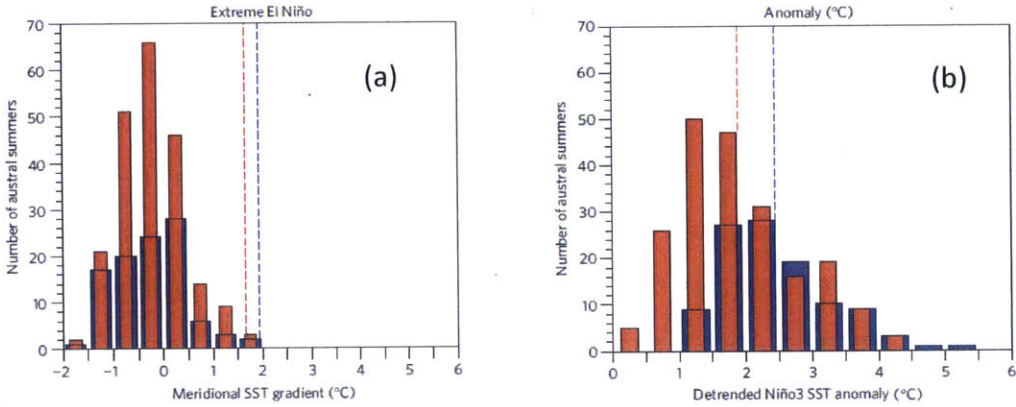 Extreme El Niño
70
60
50
40
30
20
10
0
Number of austral summers
(a)
−2 −1 0 1 2 3 4 5 6
Meridional SST gradient (°C)
Anomaly (°C)
70
60
50
40
30
20
10
0
Number of austral summers
(b)
0 1 2 3 4 5 6
Detrended Niño3 SST anomaly (°C)